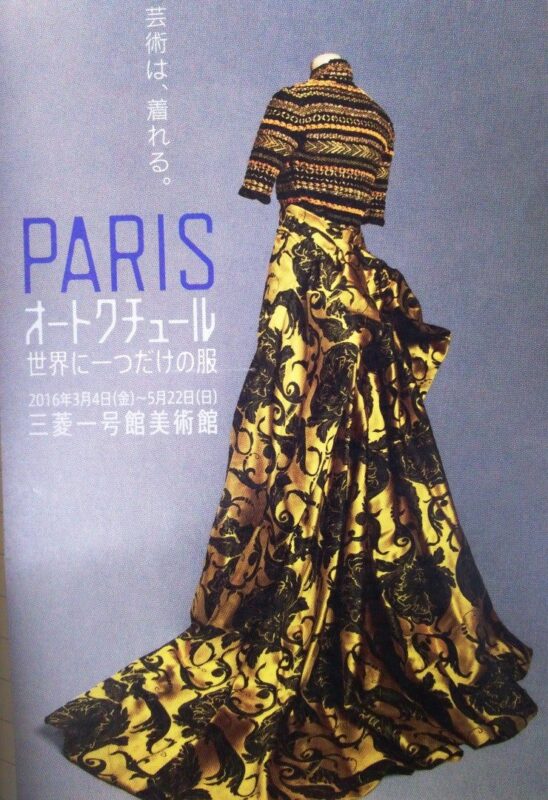 芸術は、着れる。
PARIS
オートクチュール
世界に一つだけの服
2016年3月4日(金)〜5月22日(日)
三菱一号館美術館